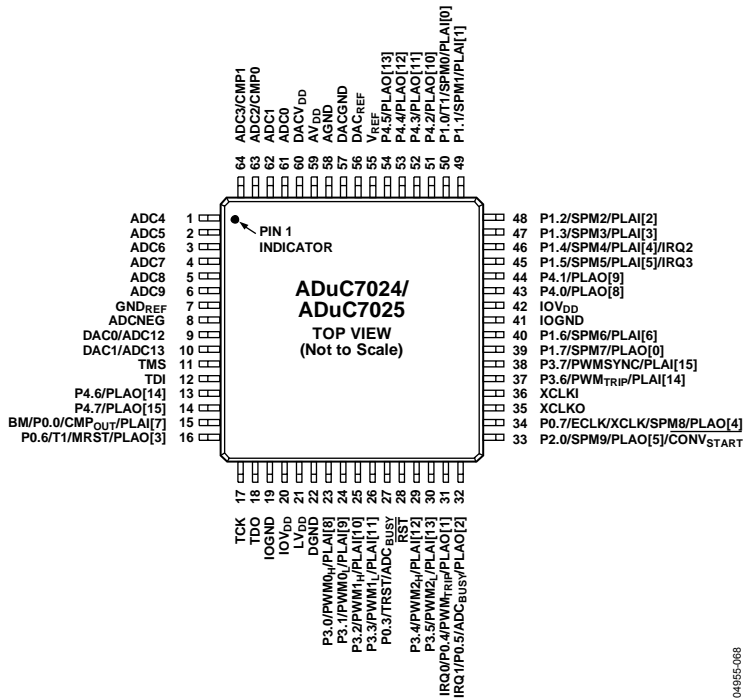 64 ADC3/CMP1
63 ADC2/CMP0
62 ADC1
61 ADC0
60 DACVDD
59 AVDD
58 AGND
57 DACGND
56 DACREF
55 VREF
54 P4.5/PLAO[13]
53 P4.4/PLAO[12]
52 P4.3/PLAO[11]
51 P4.2/PLAO[10]
50 P1.0/T1/SPM0/PLAI[0]
49 P1.1/SPM1/PLAI[1]
ADC4 1
ADC5 2
ADC6 3
ADC7 4
ADC8 5
ADC9 6
GNDREF 7
ADCNEG 8
DAC0/ADC12 9
DAC1/ADC13 10
TMS 11
TDI 12
P4.6/PLAO[14] 13
P4.7/PLAO[15] 14
BM/P0.0/CMPOUT/PLAI[7] 15
P0.6/T1/MRST/PLAO[3] 16
PIN 1
INDICATOR
ADuC7024/
ADuC7025
TOP VIEW
(Not to Scale)
48 P1.2/SPM2/PLAI[2]
47 P1.3/SPM3/PLAI[3]
46 P1.4/SPM4/PLAI[4]/IRQ2
45 P1.5/SPM5/PLAI[5]/IRQ3
44 P4.1/PLAO[9]
43 P4.0/PLAO[8]
42 IOVDD
41 IOGND
40 P1.6/SPM6/PLAI[6]
39 P1.7/SPM7/PLAO[0]
38 P3.7/PWMSYNC/PLAI[15]
37 P3.6/PWMTRIP/PLAI[14]
36 XCLKI
35 XCLKO
34 P0.7/ECLK/XCLK/SPM8/PLAO[4]
33 P2.0/SPM9/PLAO[5]/CONVSTART
TCK 17
TDO 18
IOGND 19
IOVDD 20
LVDD 21
DGND 22
P3.0/PWM0H/PLAI[8] 23
P3.1/PWM0L/PLAI[9] 24
P3.2/PWM1H/PLAI[10] 25
P3.3/PWM1L/PLAI[11] 26
P0.3/TRST/ADCBUSY 27
RST 28
P3.4/PWM2H/PLAI[12] 29
P3.5/PWM2L/PLAI[13] 30
IRQ0/P0.4/PWMTRIP/PLAO[1] 31
IRQ1/P0.5/ADCBUSY/PLAO[2] 32
04955-068